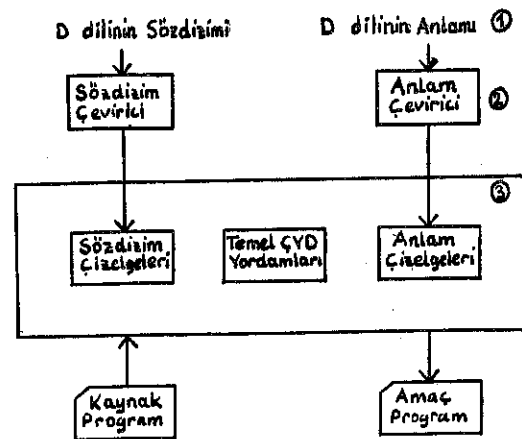 D dilinin Sözdizimi
D dilinin Anlamı ①
Sözdizim
Çevirici
Anlam
Çevirici
②
③
Sözdizim
Çizelgeleri
Temel ÇYD
Yordamları
Anlam
Çizelgeleri
Kaynak
Program
Amaç
Program